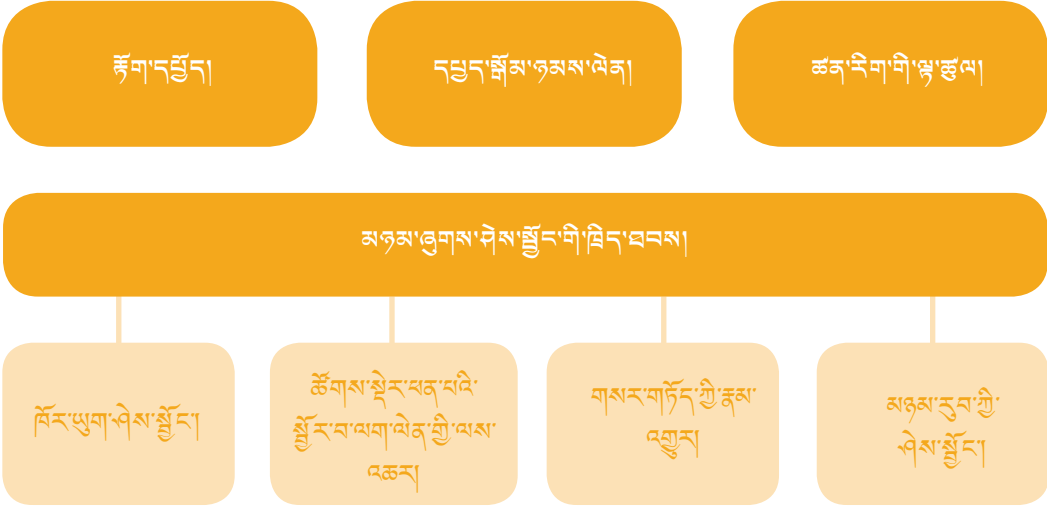 རྟོག་དཔྱོད།
དཔྱད་སྒོམ་ཉམས་ལེན།
ཚན་རིག་གི་ལྟ་ཚུལ།
མཉམ་ཞུགས་ཤེས་སྦྱོང་གི་ཁྲིད་ཐབས།
ཁོར་ཡུག་ཤེས་སྦྱོང་།
ཚོགས་སྡེར་ཕན་པའི་
སྦྱོར་བ་ལག་ལེན་གྱི་ལས་
འཆར།
གསར་གཏོད་ཀྱི་རྣམ་
འགྱུར།
མཉམ་རུབ་ཀྱི་
ཤེས་སྦྱོང་།